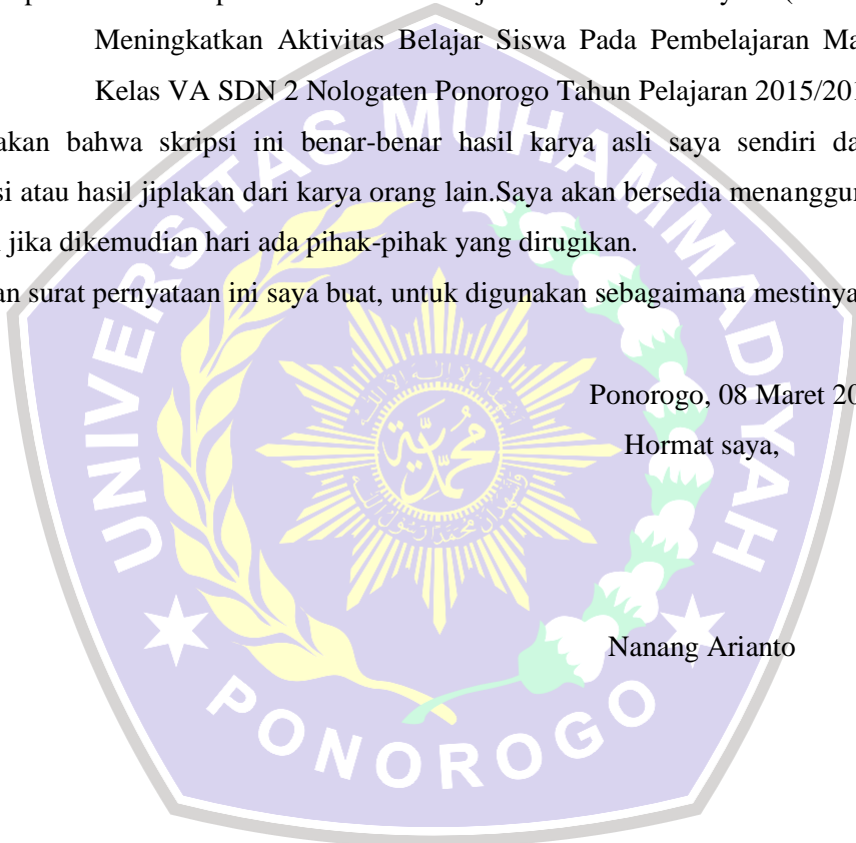 Meningkatkan Aktivitas Belajar Siswa Pada Pembelajaran Ma
Kelas VA SDN 2 Nologaten Ponorogo Tahun Pelajaran 2015/201
akan bahwa skripsi ini benar-benar hasil karya asli saya sendiri da
si atau hasil jiplakan dari karya orang lain.Saya akan bersedia menanggun
jika dikemudian hari ada pihak-pihak yang dirugikan.
an surat pernyataan ini saya buat, untuk digunakan sebagaimana mestinya
Ponorogo, 08 Maret 20
Hormat saya,
Nanang Arianto
UNIVERSITAS MUHAMMADIYAH
PONOROGO
محمدية